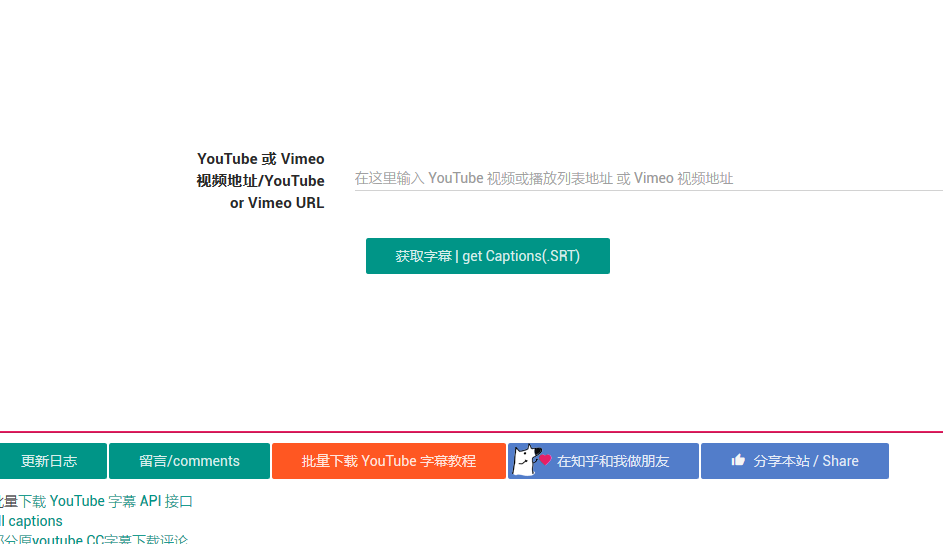 YouTube 或 Vimeo
视频地址/YouTube
or Vimeo URL
在这里输入 YouTube 视频或播放列表地址 或 Vimeo 视频地址
获取字幕 | get Captions(.SRT)
更新日志
留言/comments
批量下载 YouTube 字幕教程
在知乎和我做朋友
分享本站 / Share
量下载 YouTube 字幕 API 接口
captions
分原youtube CC字幕下载评论